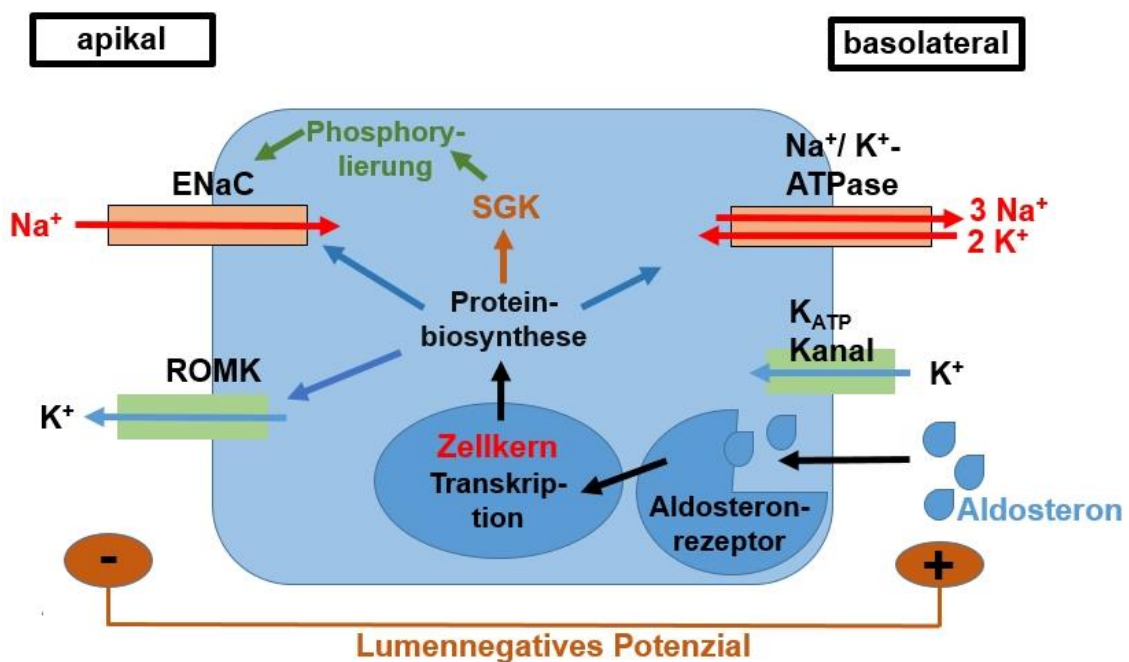 apikal
basolateral
Phosphory-
lierung
Na⁺/ K⁺-
ATPase
ENaC
SGK
Na⁺
3 Na⁺
2 K⁺
Protein-
biosynthese
K_ATP
Kanal
ROMK
K⁺
K⁺
Zellkern
Transkrip-
tion
Aldosteron-
rezeptor
Aldosteron
-
+
Lumennegatives Potenzial